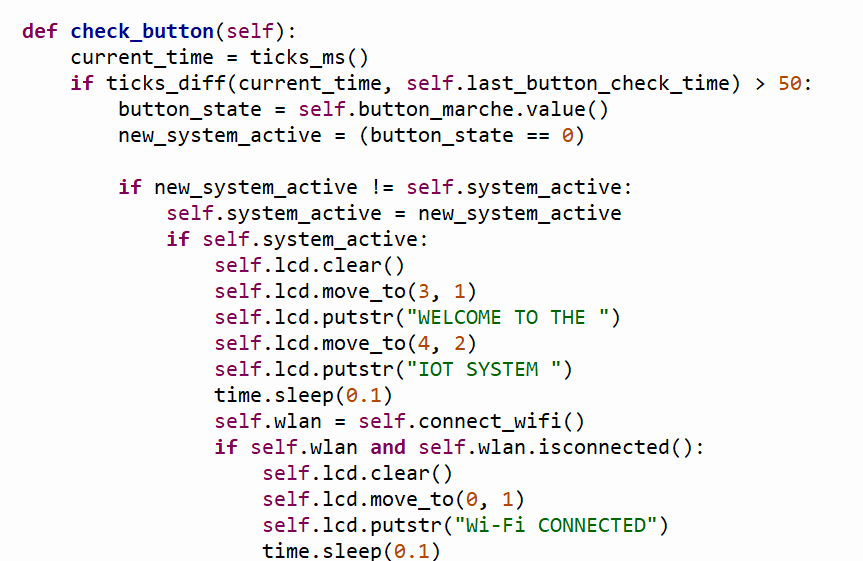 def check_button(self):
    current_time = ticks_ms()
    if ticks_diff(current_time, self.last_button_check_time) > 50:
        button_state = self.button_marche.value()
        new_system_active = (button_state == 0)

        if new_system_active != self.system_active:
            self.system_active = new_system_active
            if self.system_active:
                self.lcd.clear()
                self.lcd.move_to(3, 1)
                self.lcd.putstr("WELCOME TO THE ")
                self.lcd.move_to(4, 2)
                self.lcd.putstr("IOT SYSTEM ")
                time.sleep(0.1)
                self.wlan = self.connect_wifi()
                if self.wlan and self.wlan.isconnected():
                    self.lcd.clear()
                    self.lcd.move_to(0, 1)
                    self.lcd.putstr("Wi-Fi CONNECTED")
                    time.sleep(0.1)